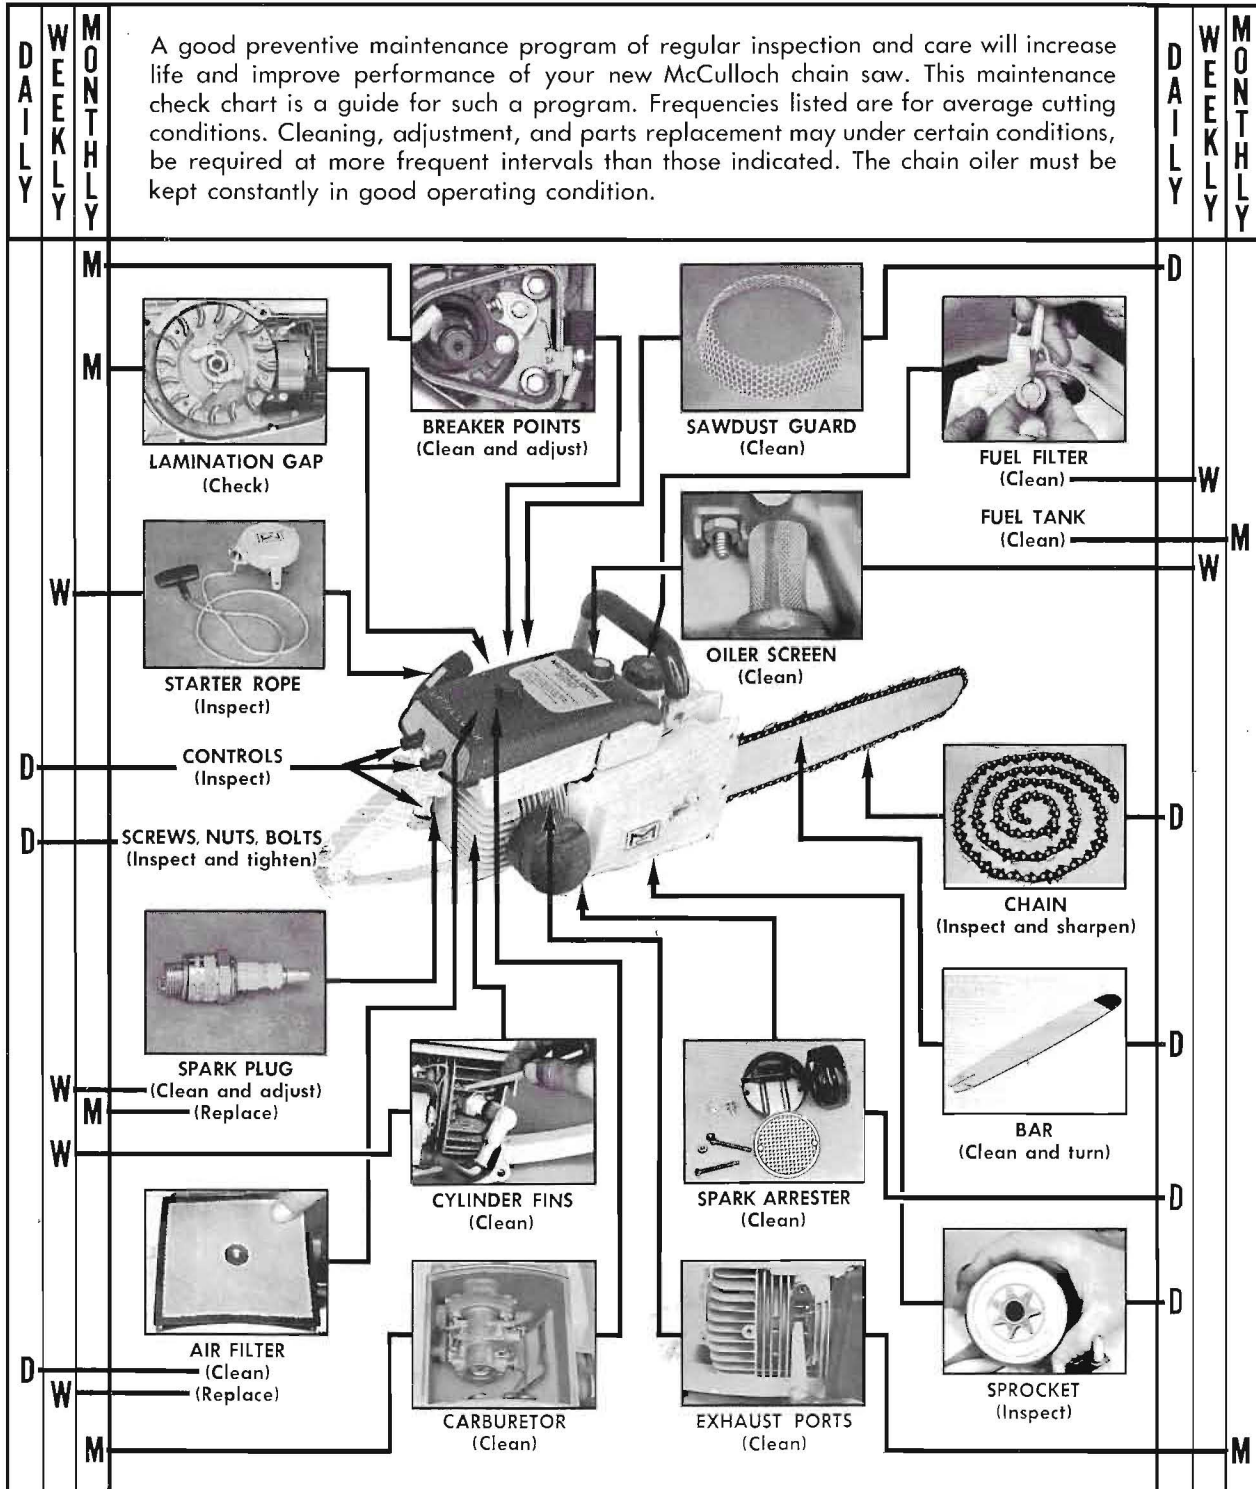 DAILY
WEEKLY
MONTHLY
A good preventive maintenance program of regular inspection and care will increase
life and improve performance of your new McCulloch chain saw. This maintenance
check chart is a guide for such a program. Frequencies listed are for average cutting
conditions. Cleaning, adjustment, and parts replacement may under certain conditions,
be required at more frequent intervals than those indicated. The chain oiler must be
kept constantly in good operating condition.
DAILY
WEEKLY
MONTHLY
M
D
M
BREAKER POINTS
(Clean and adjust)
SAWDUST GUARD
(Clean)
LAMINATION GAP
(Check)
FUEL FILTER
(Clean)
W
FUEL TANK
(Clean)
M
W
W
STARTER ROPE
(Inspect)
OILER SCREEN
(Clean)
McCULLOCH
D
CONTROLS
(Inspect)
D
SCREWS, NUTS, BOLTS
(Inspect and tighten)
D
CHAIN
(Inspect and sharpen)
D
SPARK PLUG
W
(Clean and adjust)
M
(Replace)
BAR
(Clean and turn)
W
CYLINDER FINS
(Clean)
SPARK ARRESTER
(Clean)
D
D
AIR FILTER
D
(Clean)
W
(Replace)
CARBURETOR
(Clean)
EXHAUST PORTS
(Clean)
SPROCKET
(Inspect)
M
M